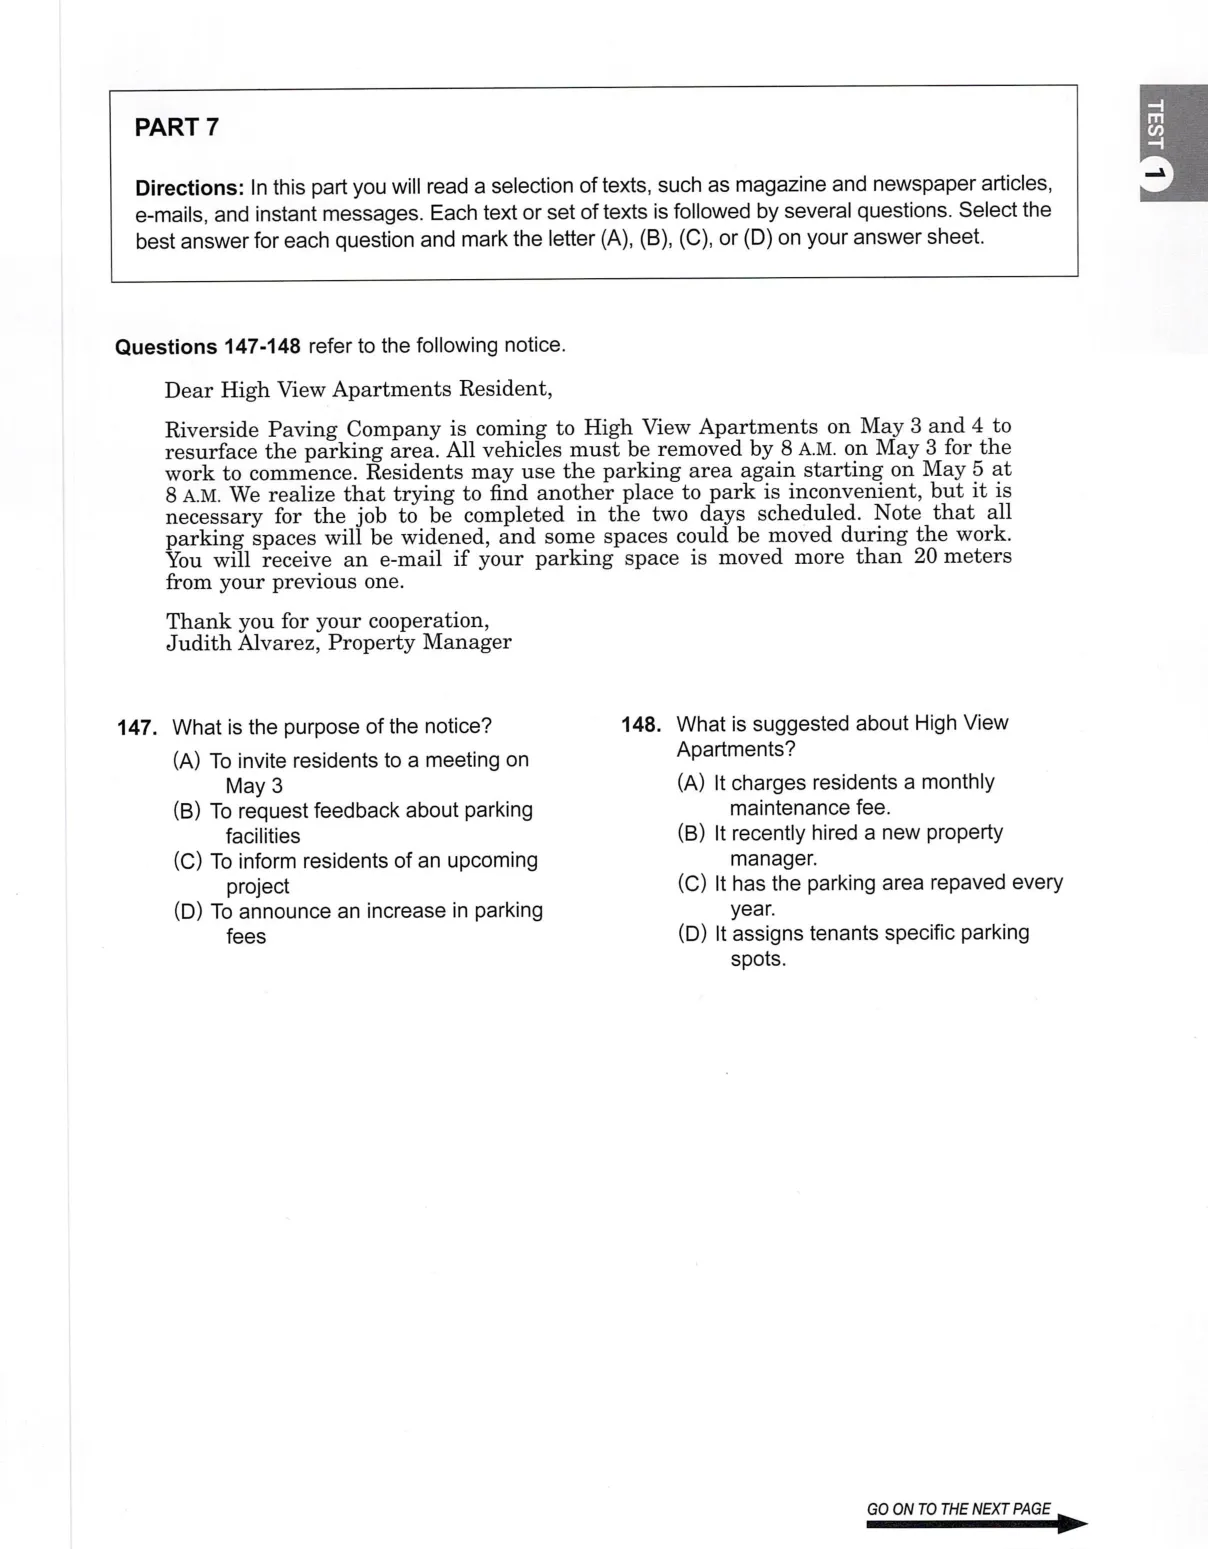 TEST 1
PART 7
Directions: In this part you will read a selection of texts, such as magazine and newspaper articles,
e-mails, and instant messages. Each text or set of texts is followed by several questions. Select the
best answer for each question and mark the letter (A), (B), (C), or (D) on your answer sheet.
Questions 147-148 refer to the following notice.
Dear High View Apartments Resident,
Riverside Paving Company is coming to High View Apartments on May 3 and 4 to
resurface the parking area. All vehicles must be removed by 8 A.M. on May 3 for the
work to commence. Residents may use the parking area again starting on May 5 at
8 A.M. We realize that trying to find another place to park is inconvenient, but it is
necessary for the job to be completed in the two days scheduled. Note that all
parking spaces will be widened, and some spaces could be moved during the work.
You will receive an e-mail if your parking space is moved more than 20 meters
from your previous one.
Thank you for your cooperation,
Judith Alvarez, Property Manager
147. What is the purpose of the notice?
(A) To invite residents to a meeting on
May 3
(B) To request feedback about parking
facilities
(C) To inform residents of an upcoming
project
(D) To announce an increase in parking
fees
148. What is suggested about High View
Apartments?
(A) It charges residents a monthly
maintenance fee.
(B) It recently hired a new property
manager.
(C) It has the parking area repaved every
year.
(D) It assigns tenants specific parking
spots.
GO ON TO THE NEXT PAGE